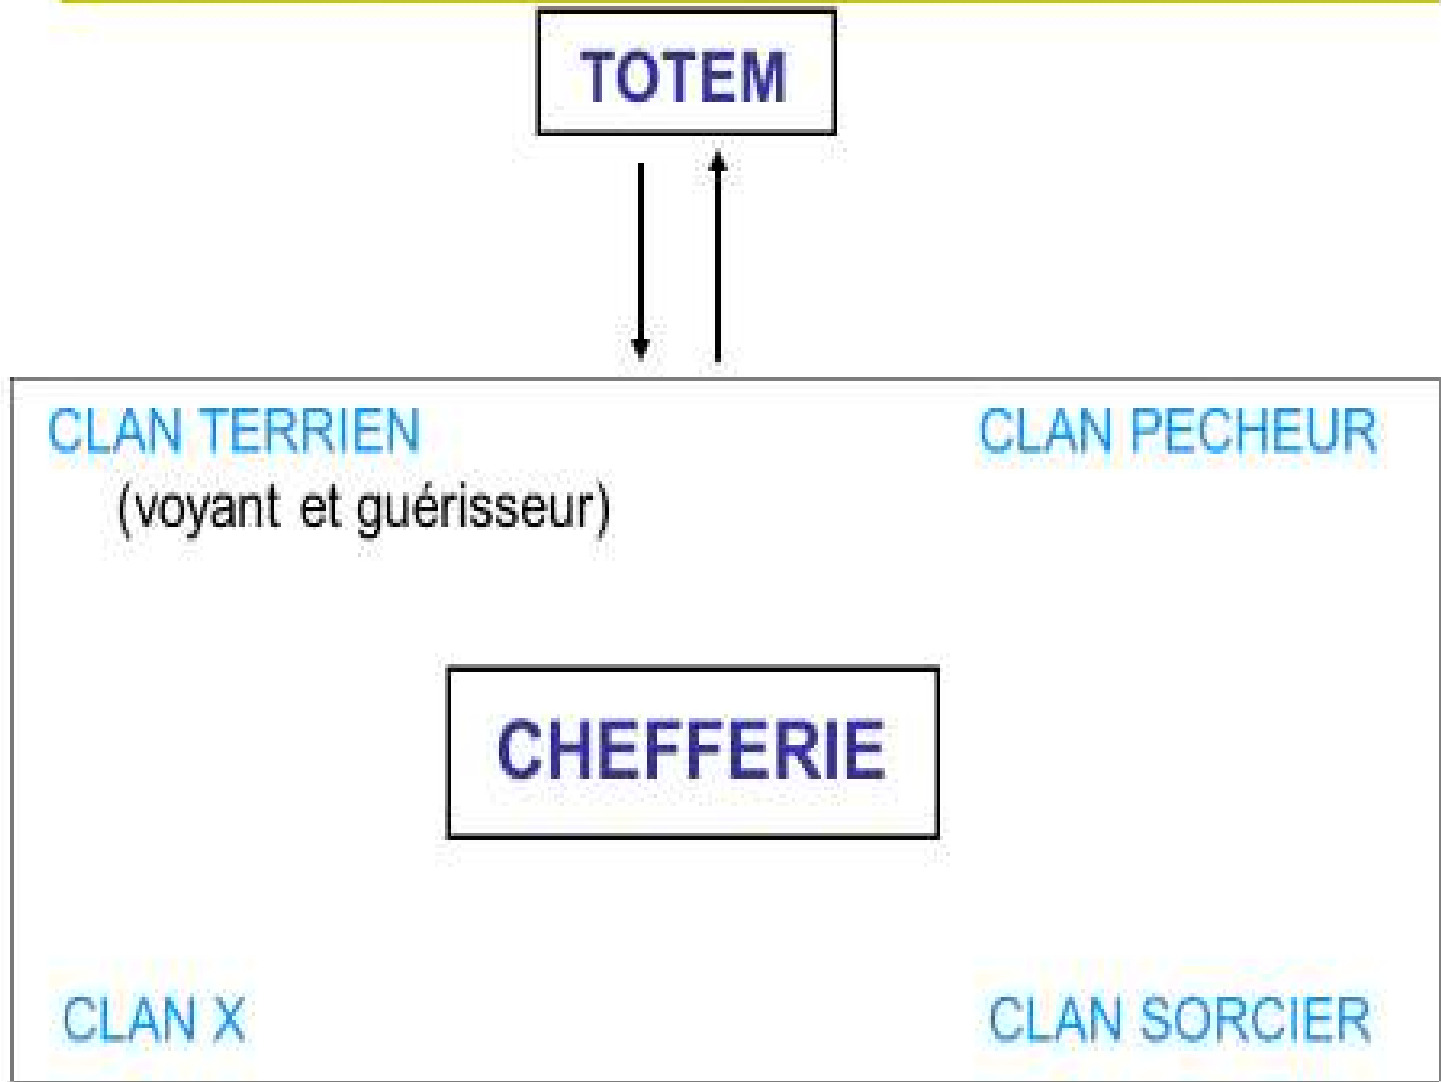 TOTEM
CLAN TERRIEN
CLAN PECHEUR
(voyant et guérisseur)
CHEFFERIE
CLAN X
CLAN SORCIER